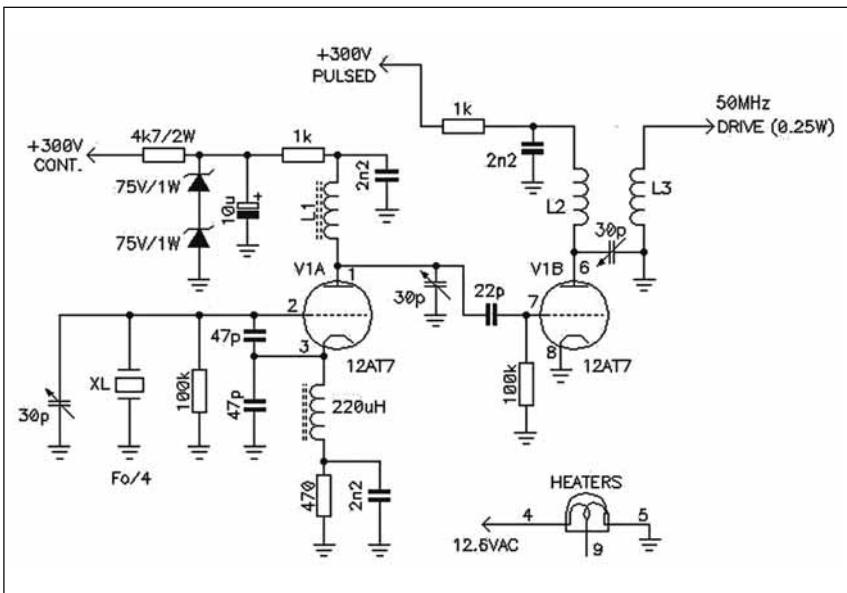 +300V
PULSED
1k
2n2
50MHz
DRIVE (0.25W)
L2
L3
30p
+300V
CONT.
4k7/2W
1k
2n2
75V/1W
75V/1W
10u
+
L1
V1A
1
2
3
12AT7
30p
22p
V1B
6
7
8
12AT7
100k
30p
XL
100k
47p
47p
220uH
470
2n2
Fo/4
HEATERS
4
5
12.6VAC
9